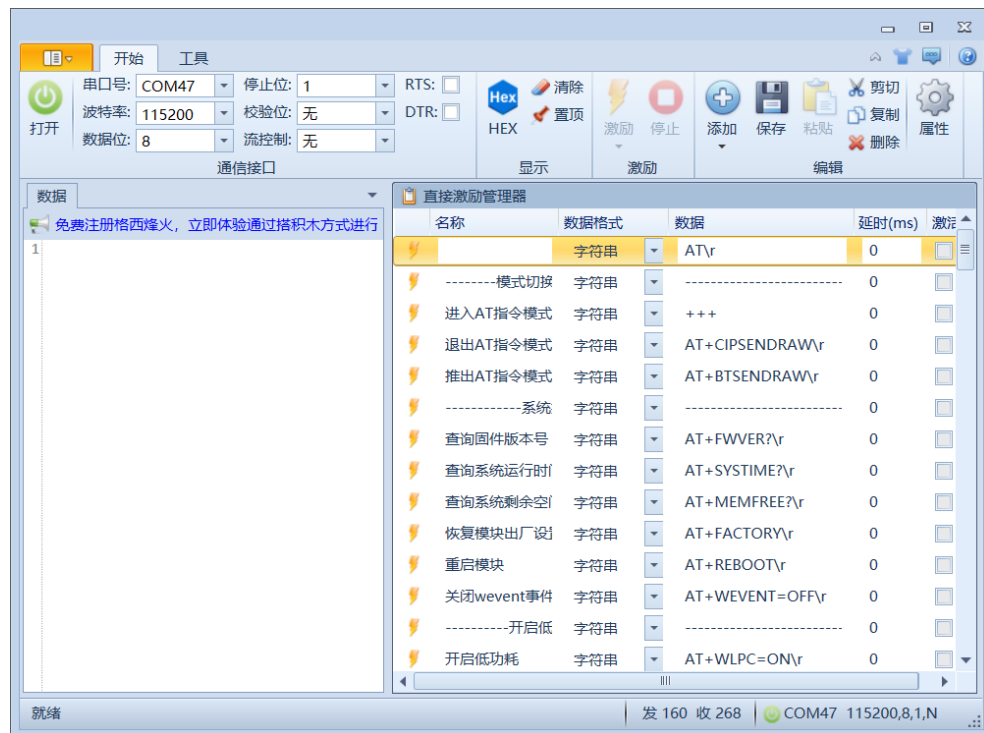 开始 工具
串口号: COM47 停止位: 1 RTS:
波特率: 115200 校验位: 无 DTR:
数据位: 8 流控制: 无
打开
通信接口
Hex
HEX
清除
置顶
显示
激励 停止
激励
添加 保存 粘贴
剪切
复制
删除
属性
编辑
数据
免费注册格西烽火，立即体验通过搭积木方式进行
1
直接激励管理器
名称 数据格式 数据 延时(ms) 激活
字符串 AT\r 0
--------模式切换 字符串 ------------------------- 0
进入AT指令模式 字符串 +++ 0
退出AT指令模式 字符串 AT+CIPSENDRAW\r 0
推出AT指令模式 字符串 AT+BTSENDRAW\r 0
------------系统 字符串 ------------------------- 0
查询固件版本号 字符串 AT+FWVER?\r 0
查询系统运行时 字符串 AT+SYSTIME?\r 0
查询系统剩余空 字符串 AT+MEMFREE?\r 0
恢复模块出厂设 字符串 AT+FACTORY\r 0
重启模块 字符串 AT+REBOOT\r 0
关闭wevent事件 字符串 AT+WEVENT=OFF\r 0
----------开启低 字符串 ------------------------- 0
开启低功耗 字符串 AT+WLPC=ON\r 0
就绪 发 160 收 268 COM47 115200,8,1,N